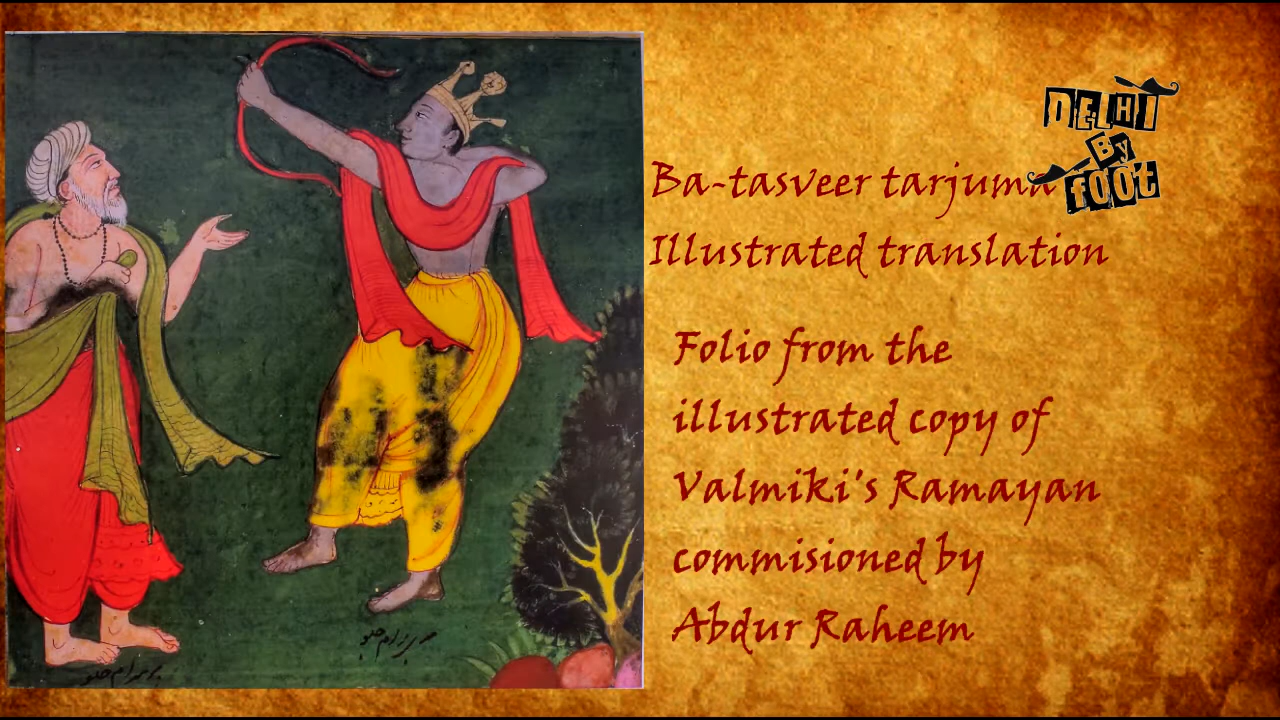 DELHI
By
foot
Ba-tasveer tarjuma
Illustrated translation
Folio from the
illustrated copy of
Valmiki's Ramayan
commisioned by
Abdur Raheem